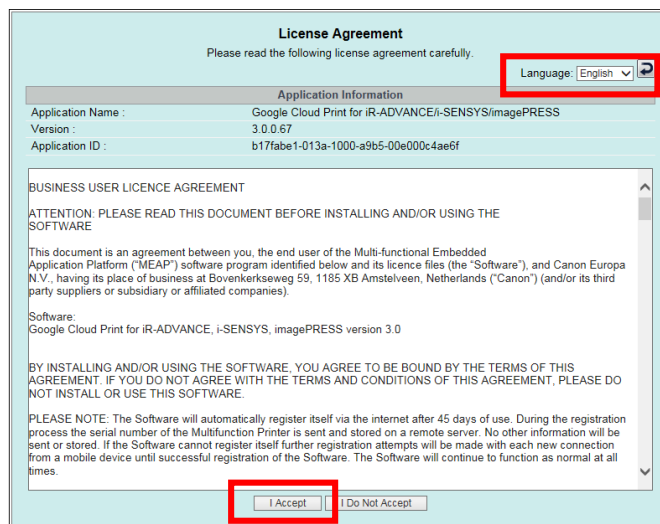 License Agreement
Please read the following license agreement carefully.
Language: English
Application Information
Application Name : Google Cloud Print for iR-ADVANCE/i-SENSYS/imagePRESS
Version : 3.0.0.67
Application ID : b17fabe1-013a-1000-a9b5-00e000c4ae6f
BUSINESS USER LICENCE AGREEMENT
ATTENTION: PLEASE READ THIS DOCUMENT BEFORE INSTALLING AND/OR USING THE
SOFTWARE
This document is an agreement between you, the end user of the Multi-functional Embedded
Application Platform ("MEAP") software program identified below and its licence files (the "Software"), and Canon Europa
N.V., having its place of business at Bovenkerkseweg 59, 1185 XB Amstelveen, Netherlands ("Canon") (and/or its third
party suppliers or subsidiary or affiliated companies).
Software:
Google Cloud Print for iR-ADVANCE, i-SENSYS, imagePRESS version 3.0
BY INSTALLING AND/OR USING THE SOFTWARE, YOU AGREE TO BE BOUND BY THE TERMS OF THIS
AGREEMENT. IF YOU DO NOT AGREE WITH THE TERMS AND CONDITIONS OF THIS AGREEMENT, PLEASE DO
NOT INSTALL OR USE THIS SOFTWARE.
PLEASE NOTE: The Software will automatically register itself via the internet after 45 days of use. During the registration
process the serial number of the Multifunction Printer is sent and stored on a remote server. No other information will be
sent or stored. If the Software cannot register itself further registration attempts will be made with each new connection
from a mobile device until successful registration of the Software. The Software will continue to function as normal at all
times.
I Accept I Do Not Accept